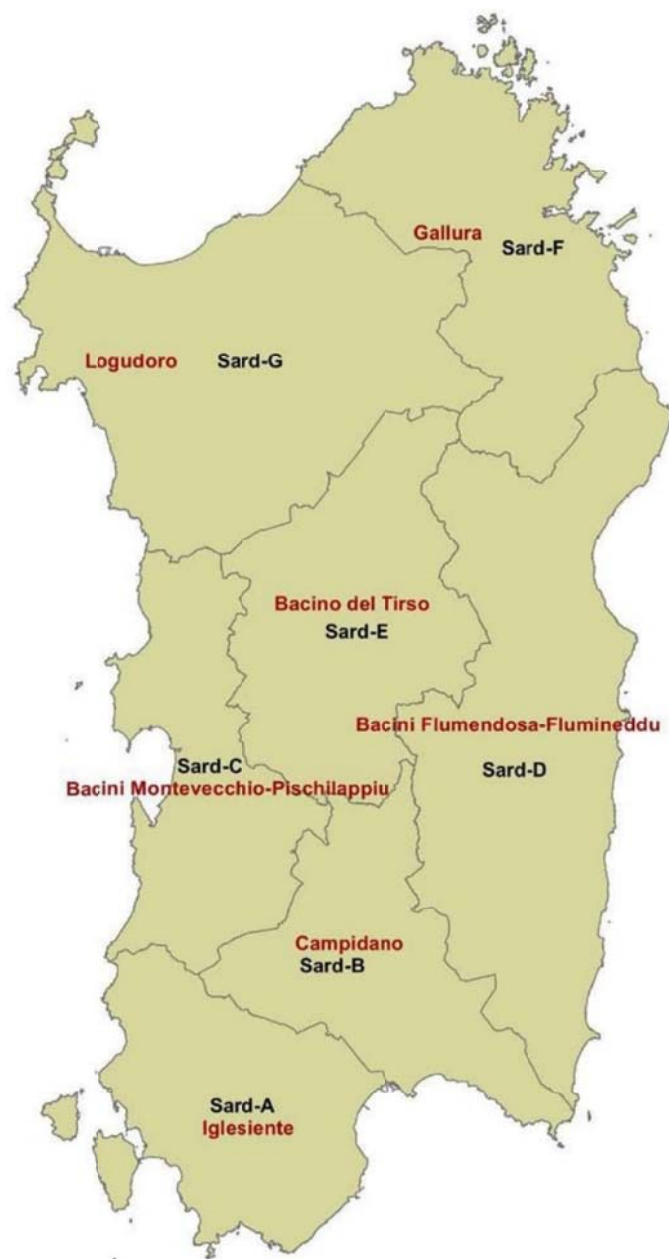 Gallura
Sard-F
Logudoro
Sard-G
Bacino del Tirso
Sard-E
Bacini Flumendosa-Flumineddu
Sard-D
Sard-C
Bacini Montevecchio-Pischilappiu
Campidano
Sard-B
Sard-A
Iglesiente